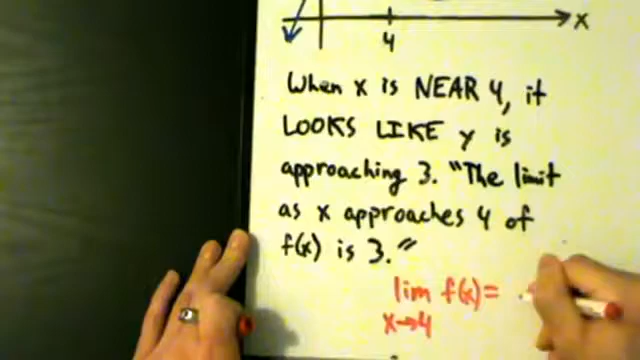 x
4
When x is NEAR 4, it
LOOKS LIKE y is
approaching 3. "The limit
as x approaches 4 of
f(x) is 3."
lim f(x)=
x→4